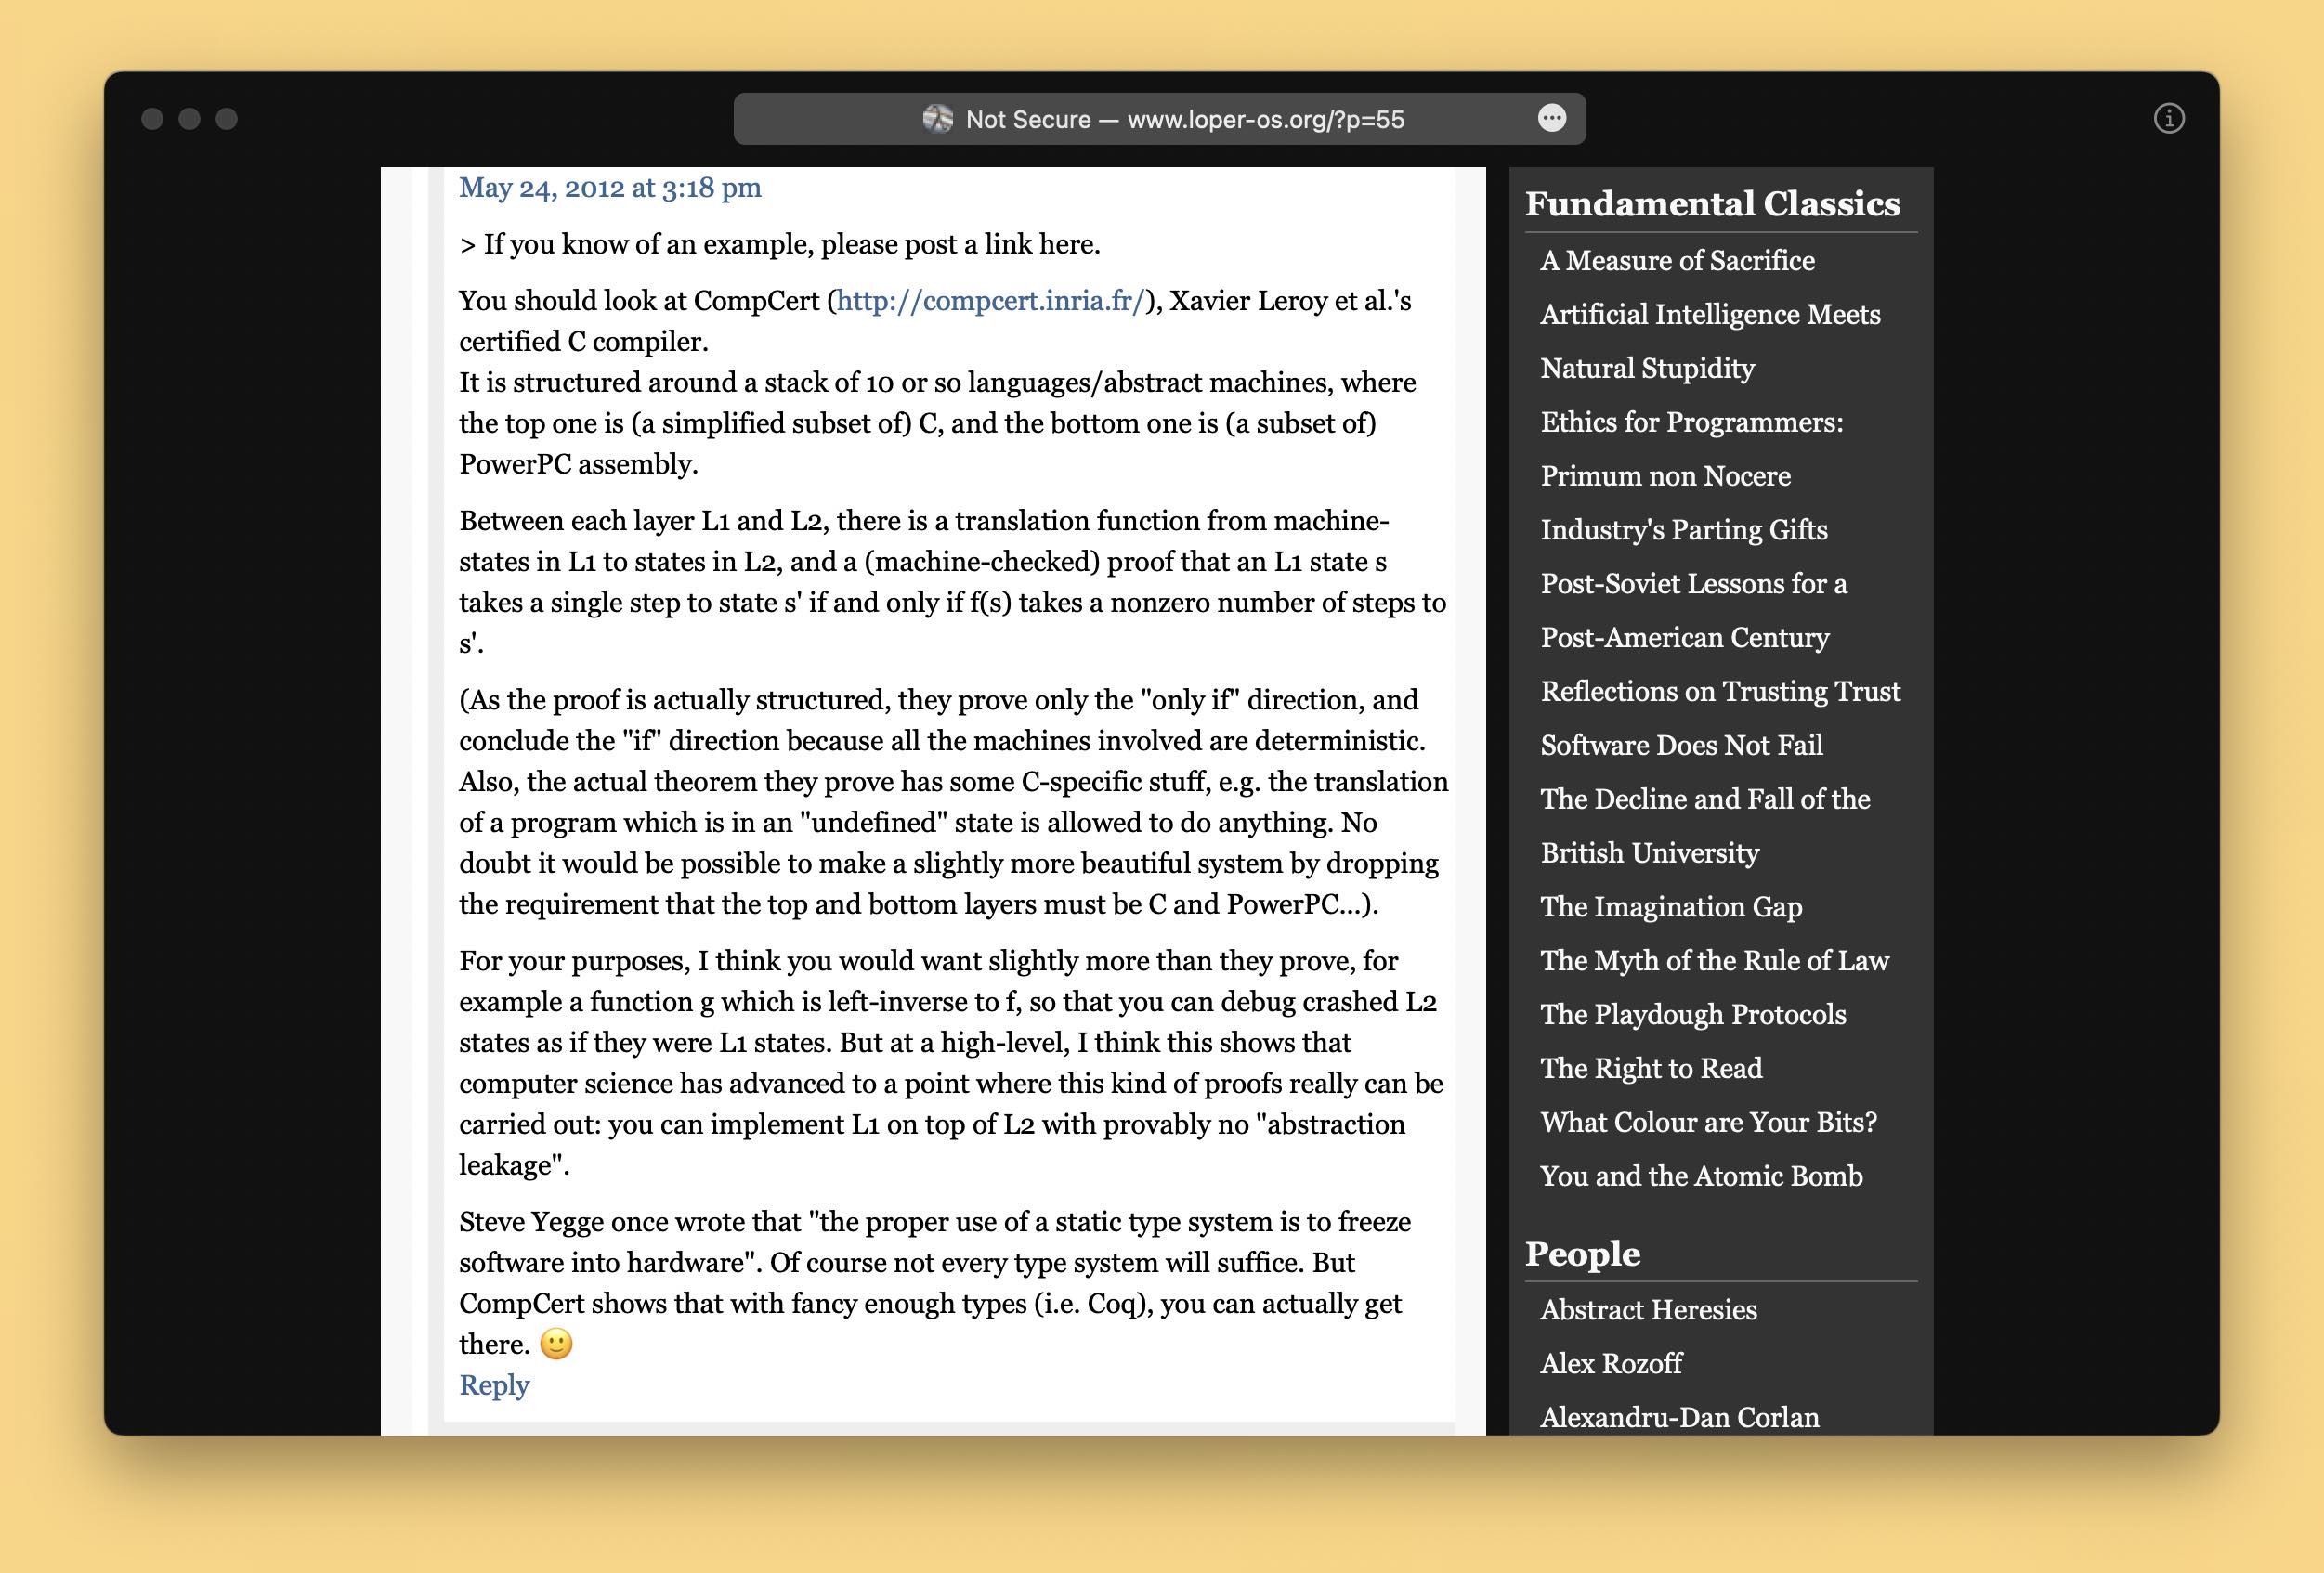 Not Secure — www.loper-os.org/?p=55
May 24, 2012 at 3:18 pm
> If you know of an example, please post a link here.
You should look at CompCert (http://compcert.inria.fr/), Xavier Leroy et al.'s
certified C compiler.
It is structured around a stack of 10 or so languages/abstract machines, where
the top one is (a simplified subset of) C, and the bottom one is (a subset of)
PowerPC assembly.
Between each layer L1 and L2, there is a translation function from machine-
states in L1 to states in L2, and a (machine-checked) proof that an L1 state s
takes a single step to state s' if and only if f(s) takes a nonzero number of steps to
s'.
(As the proof is actually structured, they prove only the "only if" direction, and
conclude the "if" direction because all the machines involved are deterministic.
Also, the actual theorem they prove has some C-specific stuff, e.g. the translation
of a program which is in an "undefined" state is allowed to do anything. No
doubt it would be possible to make a slightly more beautiful system by dropping
the requirement that the top and bottom layers must be C and PowerPC...).
For your purposes, I think you would want slightly more than they prove, for
example a function g which is left-inverse to f, so that you can debug crashed L2
states as if they were L1 states. But at a high-level, I think this shows that
computer science has advanced to a point where this kind of proofs really can be
carried out: you can implement L1 on top of L2 with provably no "abstraction
leakage".
Steve Yegge once wrote that "the proper use of a static type system is to freeze
software into hardware". Of course not every type system will suffice. But
CompCert shows that with fancy enough types (i.e. Coq), you can actually get
there. 🙂
Reply
Fundamental Classics
A Measure of Sacrifice
Artificial Intelligence Meets
Natural Stupidity
Ethics for Programmers:
Primum non Nocere
Industry's Parting Gifts
Post-Soviet Lessons for a
Post-American Century
Reflections on Trusting Trust
Software Does Not Fail
The Decline and Fall of the
British University
The Imagination Gap
The Myth of the Rule of Law
The Playdough Protocols
The Right to Read
What Colour are Your Bits?
You and the Atomic Bomb
People
Abstract Heresies
Alex Rozoff
Alexandru-Dan Corlan